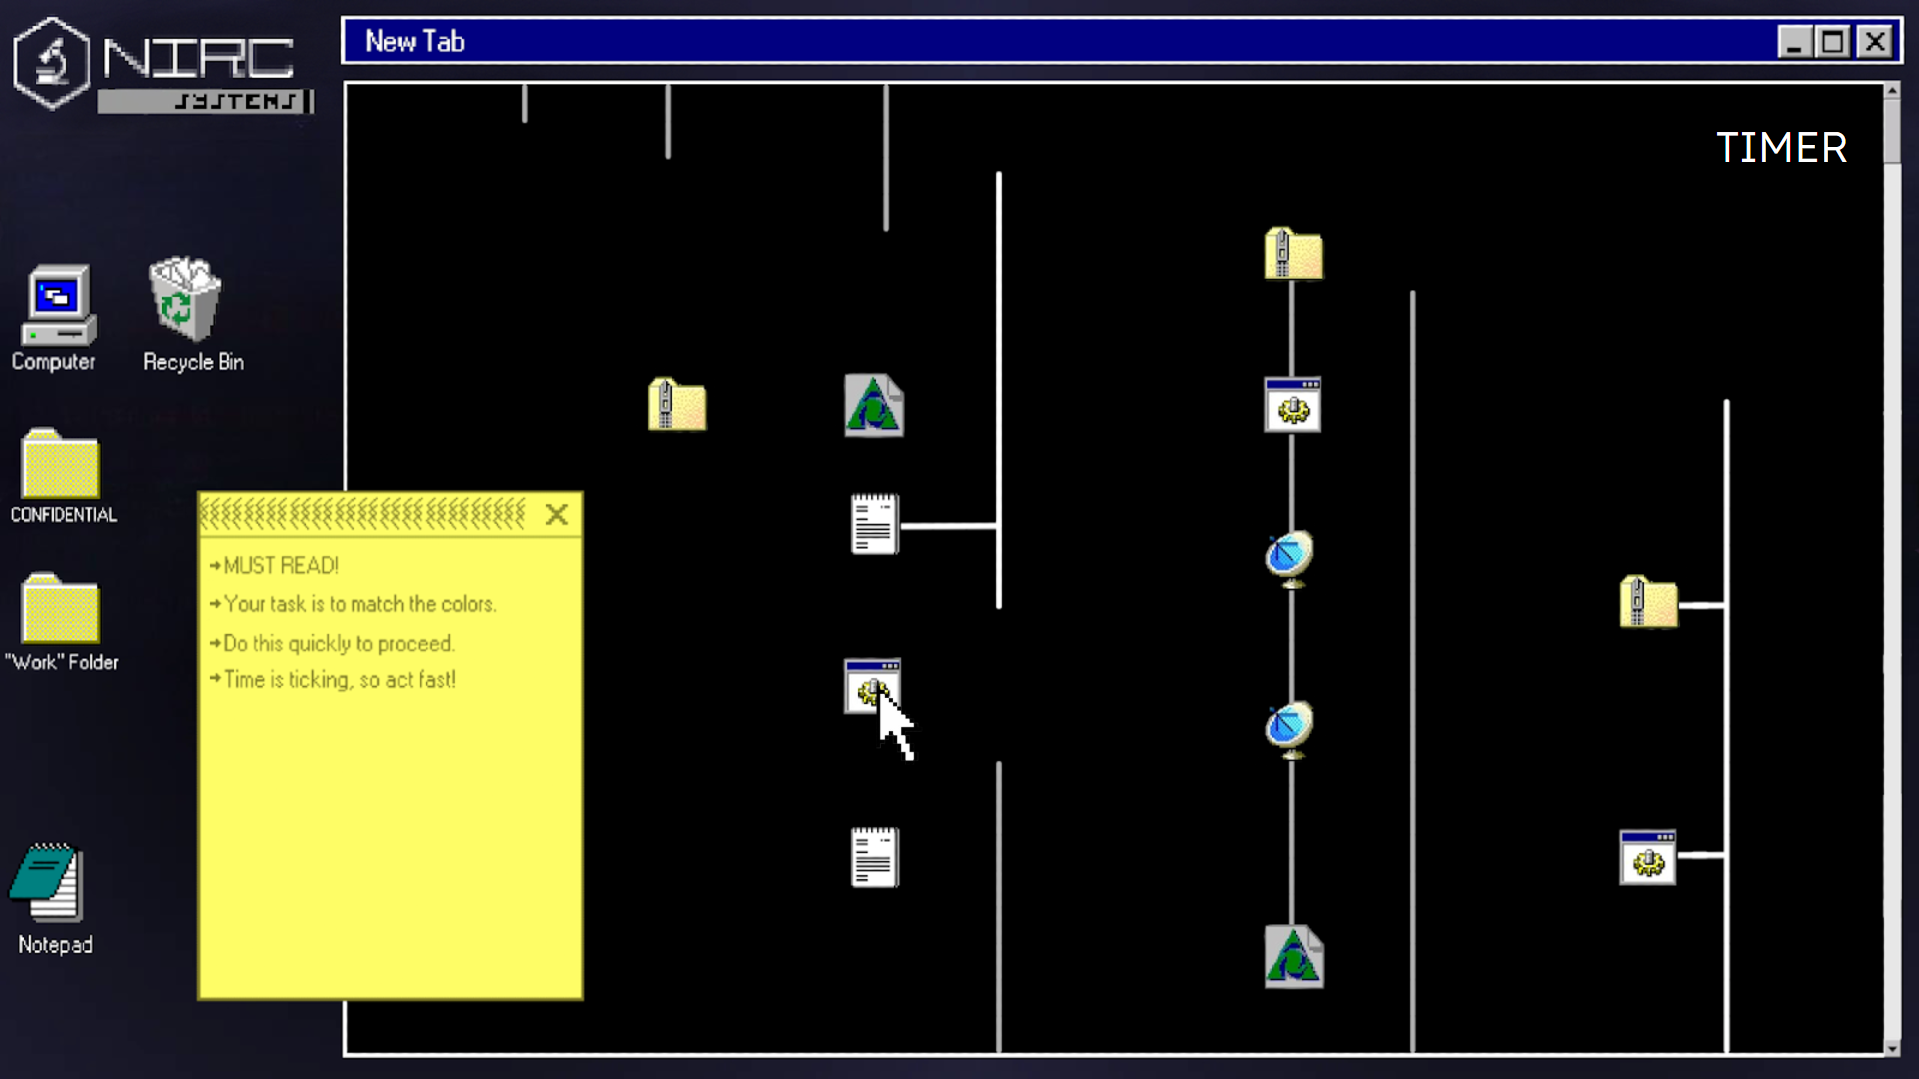 NIRC
SYSTEMS
New Tab
TIMER
Computer
Recycle Bin
CONFIDENTIAL
"Work" Folder
Notepad
→MUST READ!
→Your task is to match the colors.
→Do this quickly to proceed.
→Time is ticking, so act fast!